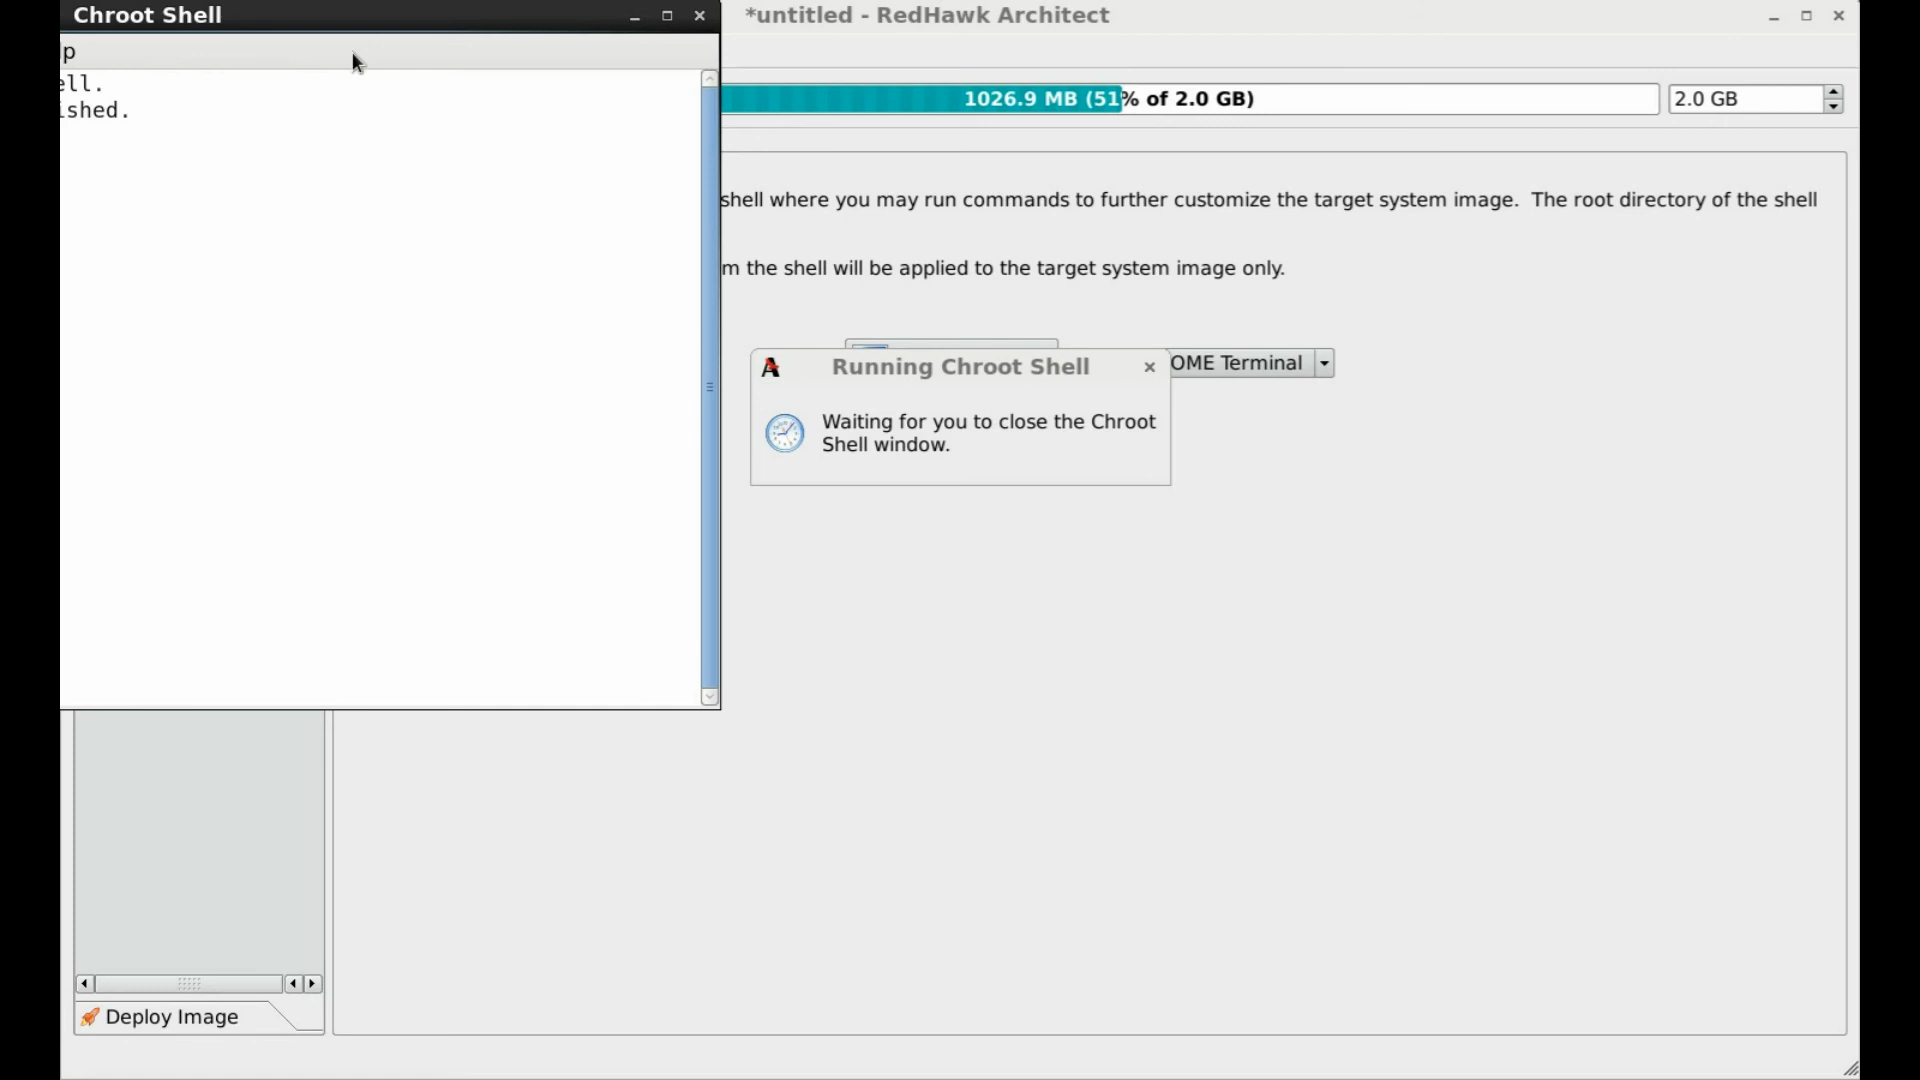 Chroot Shell
*untitled - RedHawk Architect
p
ell.
ished.
1026.9 MB (51% of 2.0 GB)
2.0 GB
shell where you may run commands to further customize the target system image. The root directory of the shell
m the shell will be applied to the target system image only.
OME Terminal
Running Chroot Shell
Waiting for you to close the Chroot
Shell window.
Deploy Image